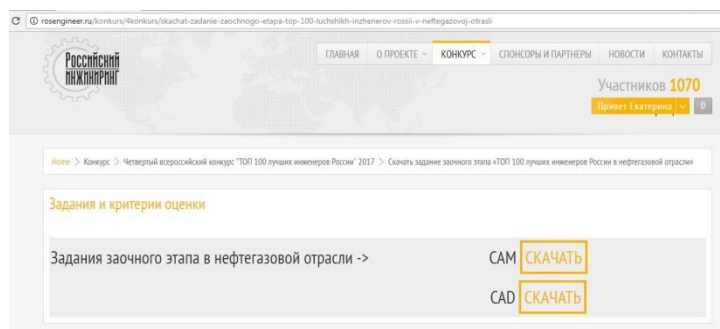 rosengineer.ru/konkurs/4konkurs/skachat-zadanie-zaochnogo-etapa-top-100-luchshikh-inzhenerov-rossii-v-neftegazovoj-otrasli
Российский
инжиниринг
ГЛАВНАЯ О ПРОЕКТЕ КОНКУРС СПОНСОРЫ И ПАРТНЕРЫ НОВОСТИ КОНТАКТЫ
Участников 1070
Привет Екатерина 0
Home > Конкурс > Четвертый всероссийский конкурс "ТОП 100 лучших инженеров России" 2017 > Скачать задание заочного этапа «ТОП 100 лучших инженеров России в нефтегазовой отрасли»
Задания и критерии оценки
Задания заочного этапа в нефтегазовой отрасли -> CAM СКАЧАТЬ
CAD СКАЧАТЬ